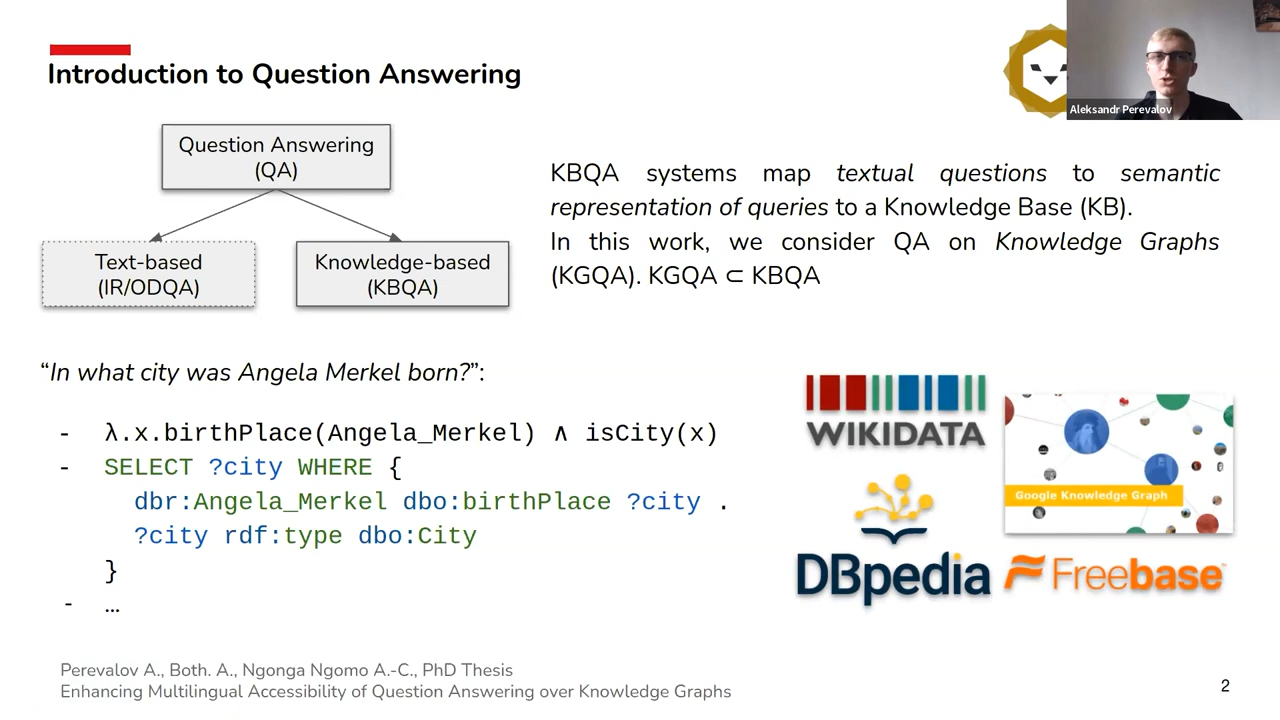 Introduction to Question Answering
Aleksandr Perevalov
Question Answering
(QA)
Text-based
(IR/ODQA)
Knowledge-based
(KBQA)
KBQA systems map textual questions to semantic
representation of queries to a Knowledge Base (KB).
In this work, we consider QA on Knowledge Graphs
(KGQA). KGQA ⊂ KBQA
“In what city was Angela Merkel born?”:
- λ.x.birthPlace(Angela_Merkel) ∧ isCity(x)
- SELECT ?city WHERE {
dbr:Angela_Merkel dbo:birthPlace ?city .
?city rdf:type dbo:City
}
- …
WIKIDATA
Google Knowledge Graph
DBpedia
Freebase™
Perevalov A., Both. A., Ngonga Ngomo A.-C., PhD Thesis
Enhancing Multilingual Accessibility of Question Answering over Knowledge Graphs
2